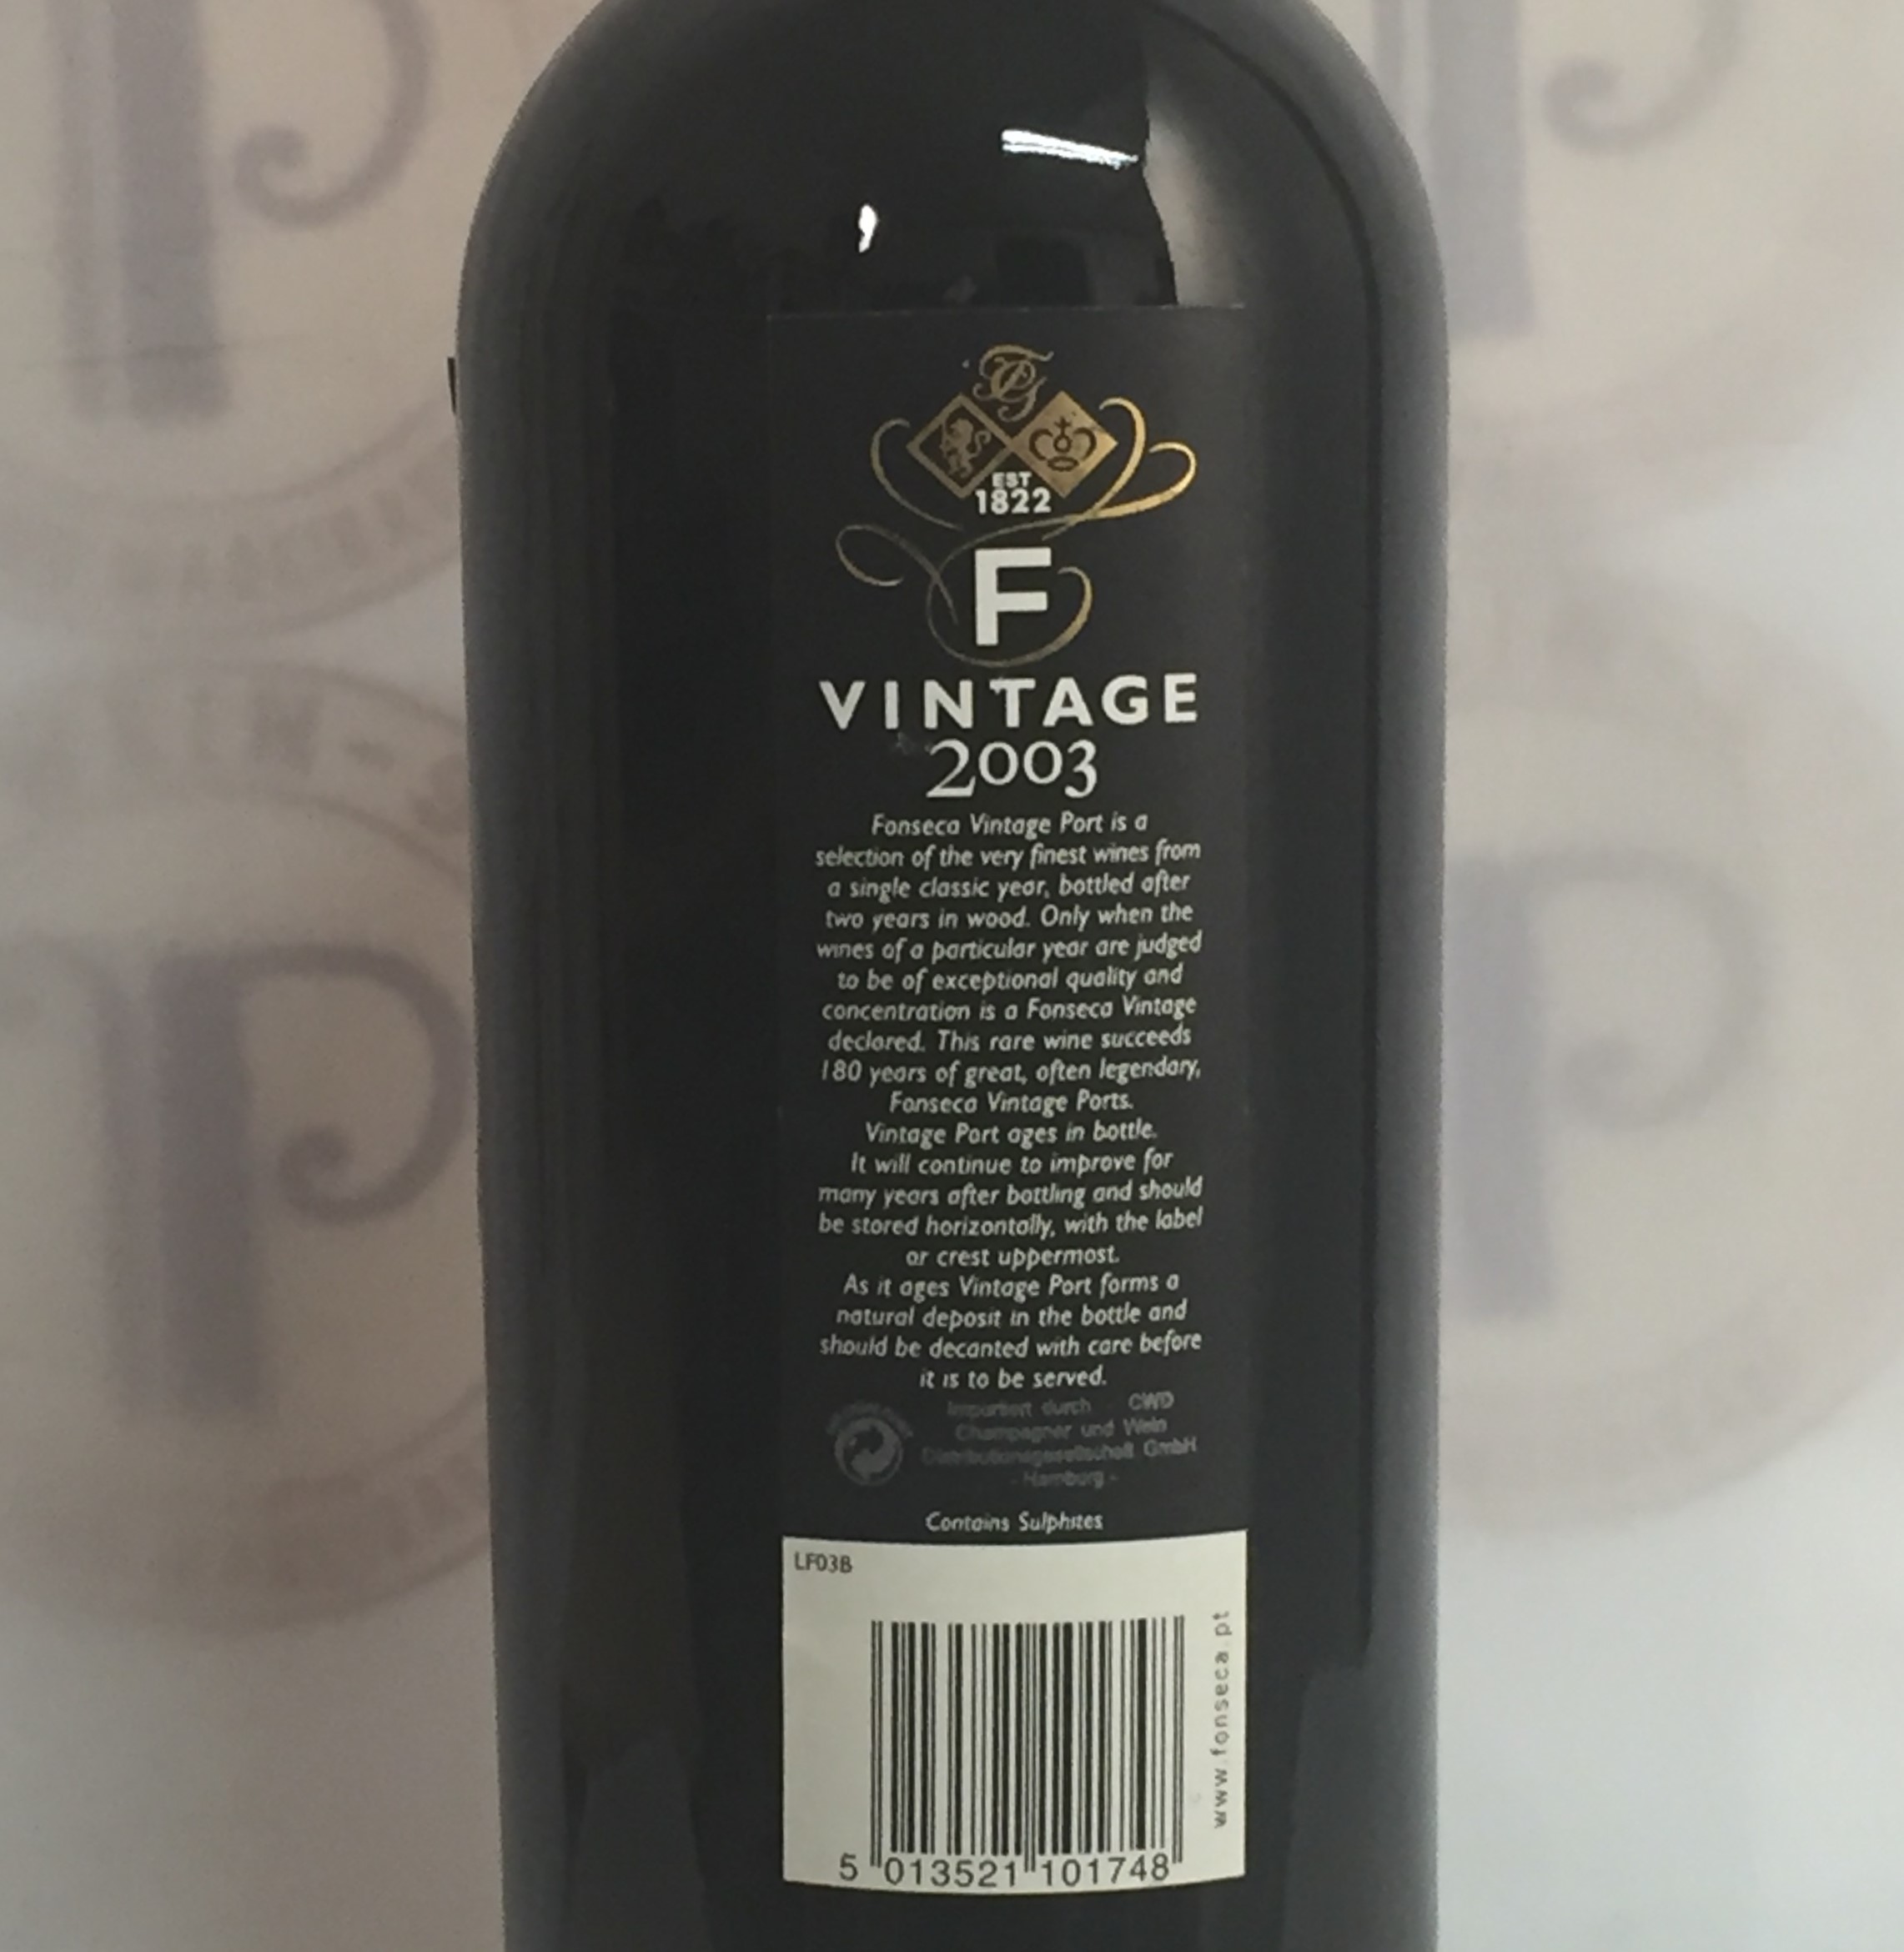 EST
1822
F
VINTAGE
2003
Fonseca Vintage Port is a
selection of the very finest wines from
a single classic year, bottled after
two years in wood. Only when the
wines of a particular year are judged
to be of exceptional quality and
concentration is a Fonseca Vintage
declared. This rare wine succeeds
180 years of great, often legendary,
Fonseca Vintage Ports.
Vintage Port ages in bottle.
It will continue to improve for
many years after bottling and should
be stored horizontally, with the label
or crest uppermost.
As it ages Vintage Port forms a
natural deposit in the bottle and
should be decanted with care before
it is to be served.
Importiert durch CWD
Champagner und Wein
Distributionsgesellschaft GmbH
- Hamburg -
Contains Sulphites
LF03B
www.fonseca.pt
5 013521 101748